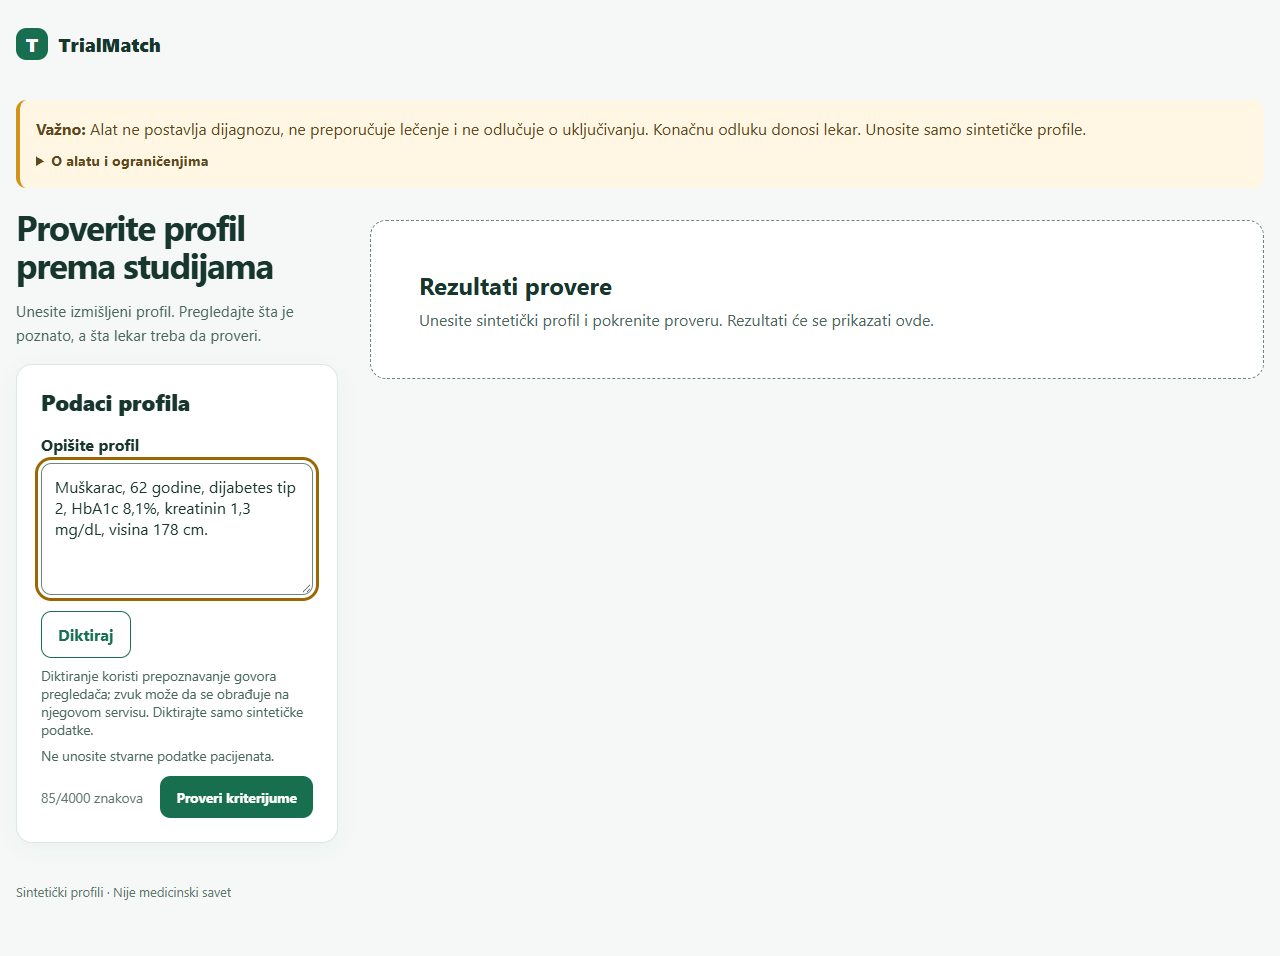 T TrialMatch
Važno: Alat ne postavlja dijagnozu, ne preporučuje lečenje i ne odlučuje o uključivanju. Konačnu odluku donosi lekar. Unosite samo sintetičke profile.
O alatu i ograničenjima
Proverite profil
prema studijama
Unesite izmišljeni profil. Pregledajte šta je
poznato, a šta lekar treba da proveri.
Podaci profila
Opišite profil
Muškarac, 62 godine, dijabetes tip
2, HbA1c 8,1%, kreatinin 1,3
mg/dL, visina 178 cm.
Diktiraj
Diktiranje koristi prepoznavanje govora
pregledača; zvuk može da se obrađuje na
njegovom servisu. Diktirajte samo sintetičke
podatke.
Ne unosite stvarne podatke pacijenata.
85/4000 znakova
Proveri kriterijume
Rezultati provere
Unesite sintetički profil i pokrenite proveru. Rezultati će se prikazati ovde.
Sintetički profili · Nije medicinski savet